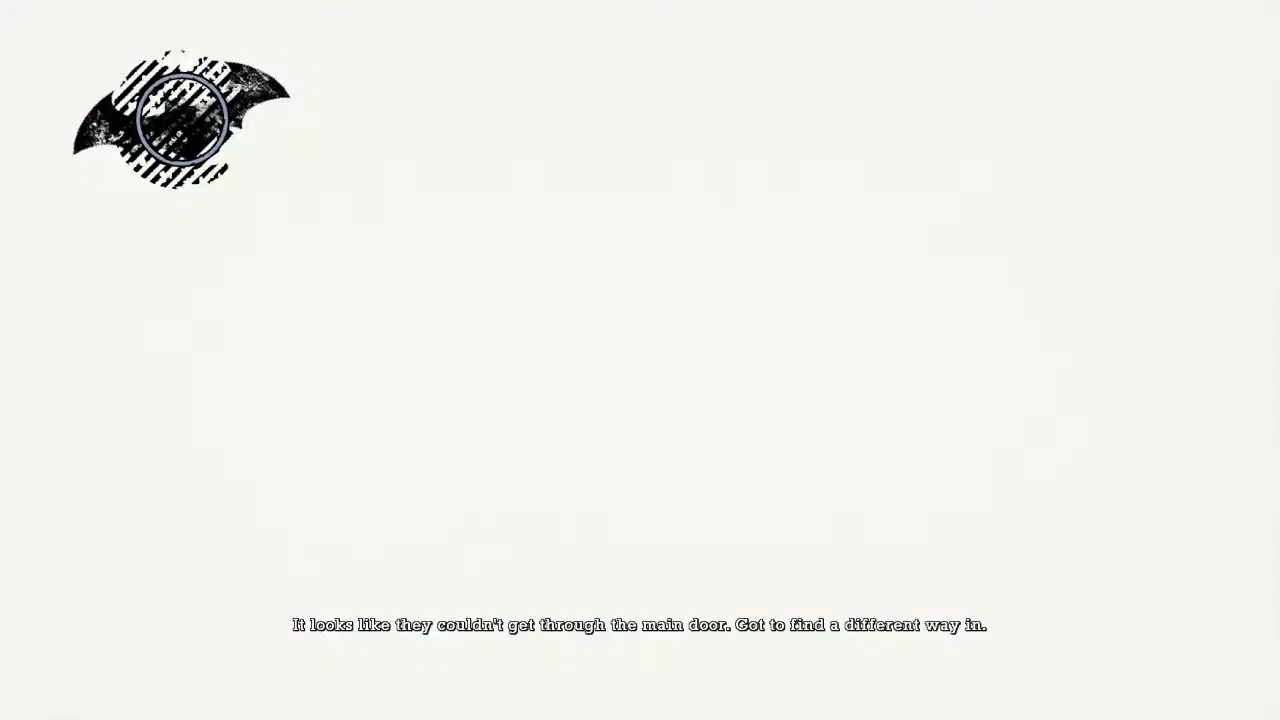 It looks like they couldn't get through the main door. Got to find a different way in.